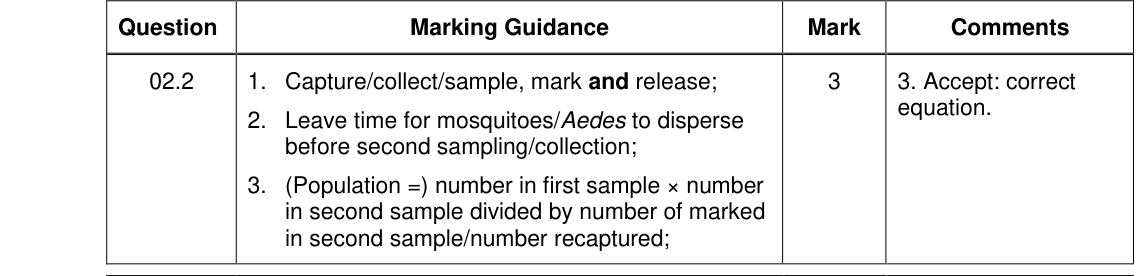 Question Marking Guidance Mark Comments
02.2 1. Capture/collect/sample, mark and release; 3 3. Accept: correct
equation.
2. Leave time for mosquitoes/Aedes to disperse
before second sampling/collection;
3. (Population =) number in first sample × number
in second sample divided by number of marked
in second sample/number recaptured;